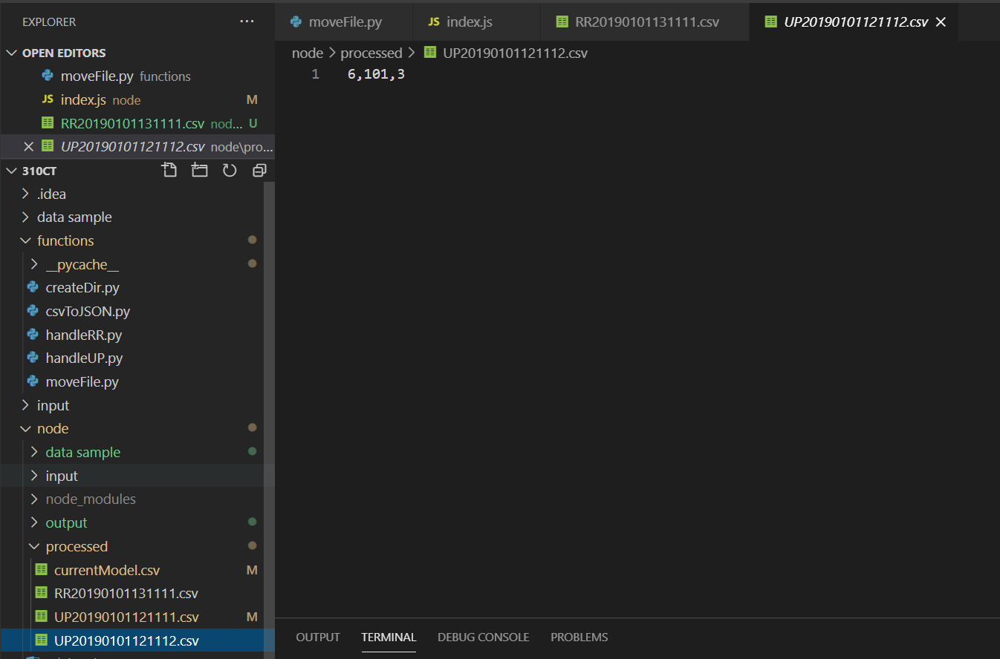 EXPLORER ...
OPEN EDITORS
moveFile.py functions
JS index.js node M
RR20190101131111.csv nod... U
UP20190101121112.csv node\pro...
310CT
.idea
data sample
functions
__pycache__
createDir.py
csvToJSON.py
handleRR.py
handleUP.py
moveFile.py
input
node
data sample
input
node_modules
output
processed
currentModel.csv M
RR20190101131111.csv
UP20190101121111.csv M
UP20190101121112.csv
moveFile.py JS index.js RR20190101131111.csv UP20190101121112.csv
node > processed > UP20190101121112.csv
1 6,101,3
OUTPUT TERMINAL DEBUG CONSOLE PROBLEMS